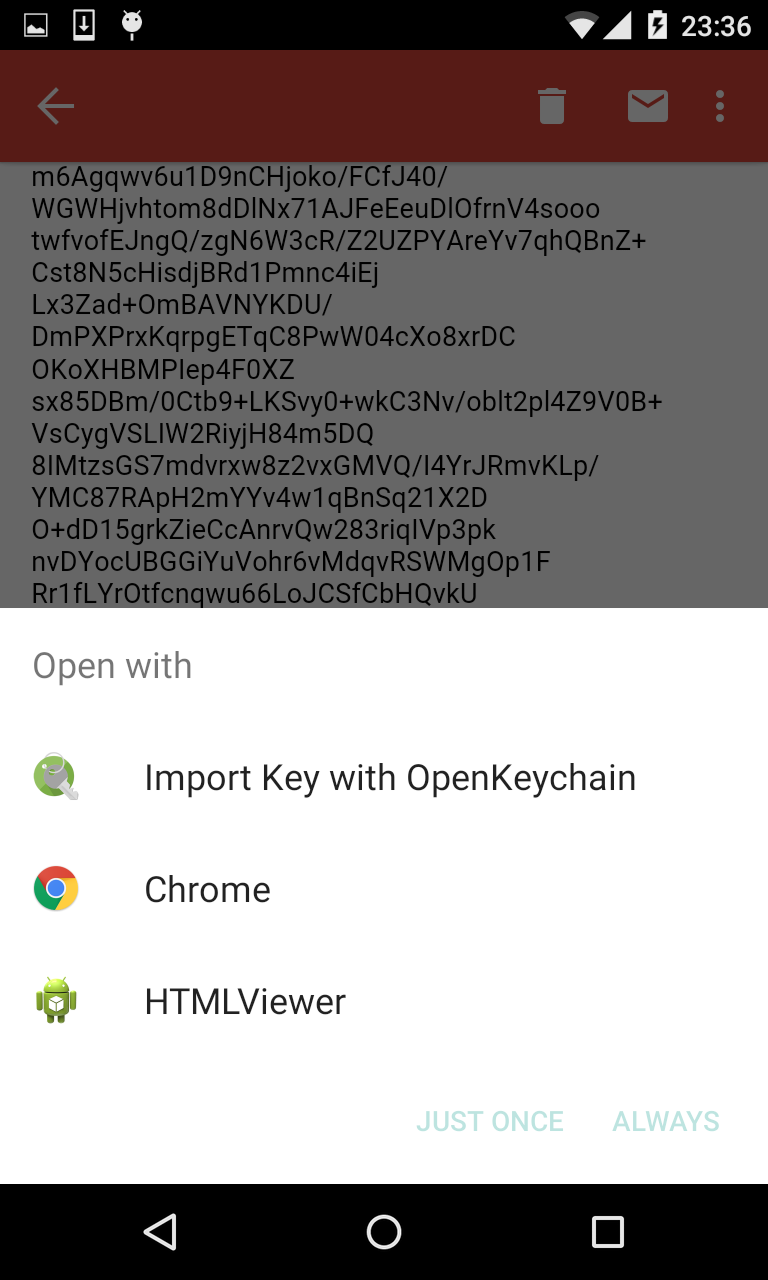 23:36
m6Agqwv6u1D9nCHjoko/FCfJ40/
WGWHjvhtom8dDlNx71AJFeEeuDlOfrnV4sooo
twfvofEJngQ/zgN6W3cR/Z2UZPYAreYv7qhQBnZ+
Cst8N5cHisdjBRd1Pmnc4iEj
Lx3Zad+OmBAVNYKDU/
DmPXPrxKqrpgETqC8PwW04cXo8xrDC
OKoXHBMPIep4F0XZ
sx85DBm/0Ctb9+LKSvy0+wkC3Nv/oblt2pl4Z9V0B+
VsCygVSLIW2RiyjH84m5DQ
8IMtzsGS7mdvrxw8z2vxGMVQ/I4YrJRmvKLp/
YMC87RApH2mYYv4w1qBnSq21X2D
O+dD15grkZieCcAnrvQw283riqIVp3pk
nvDYocUBGGiYuVohr6vMdqvRSWMgOp1F
Rr1fLYrOtfcnqwu66LoJCSfCbHQvkU
Open with
Import Key with OpenKeychain
Chrome
HTMLViewer
JUST ONCE ALWAYS